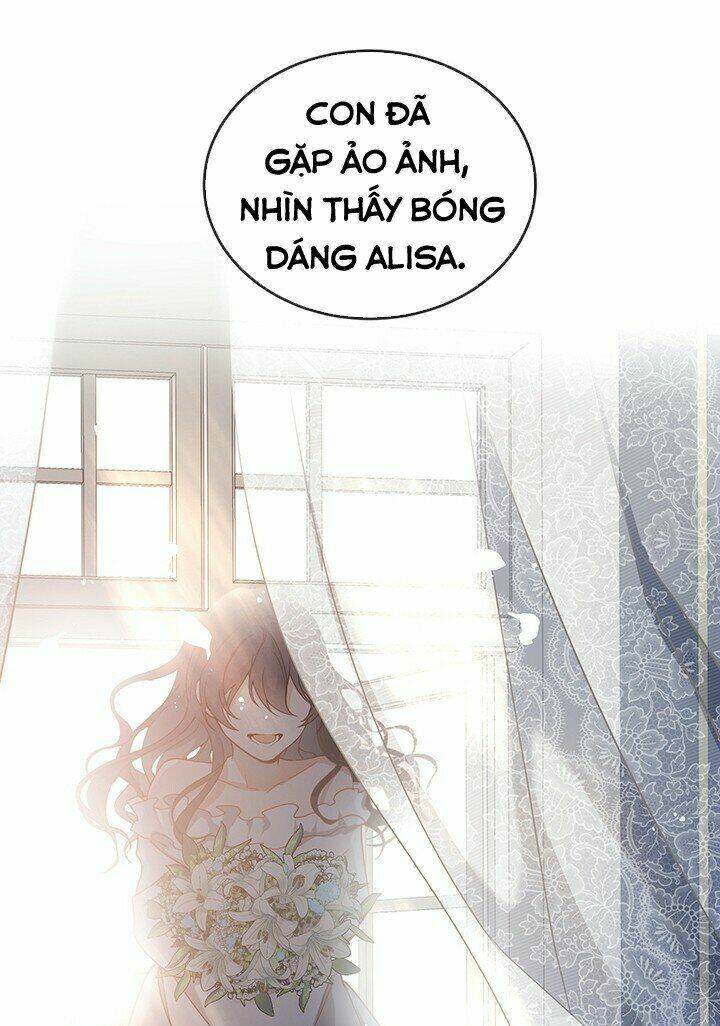 CON ĐÃ
GẶP ẢO ẢNH,
NHÌN THẤY BÓNG
DÁNG ALISA.